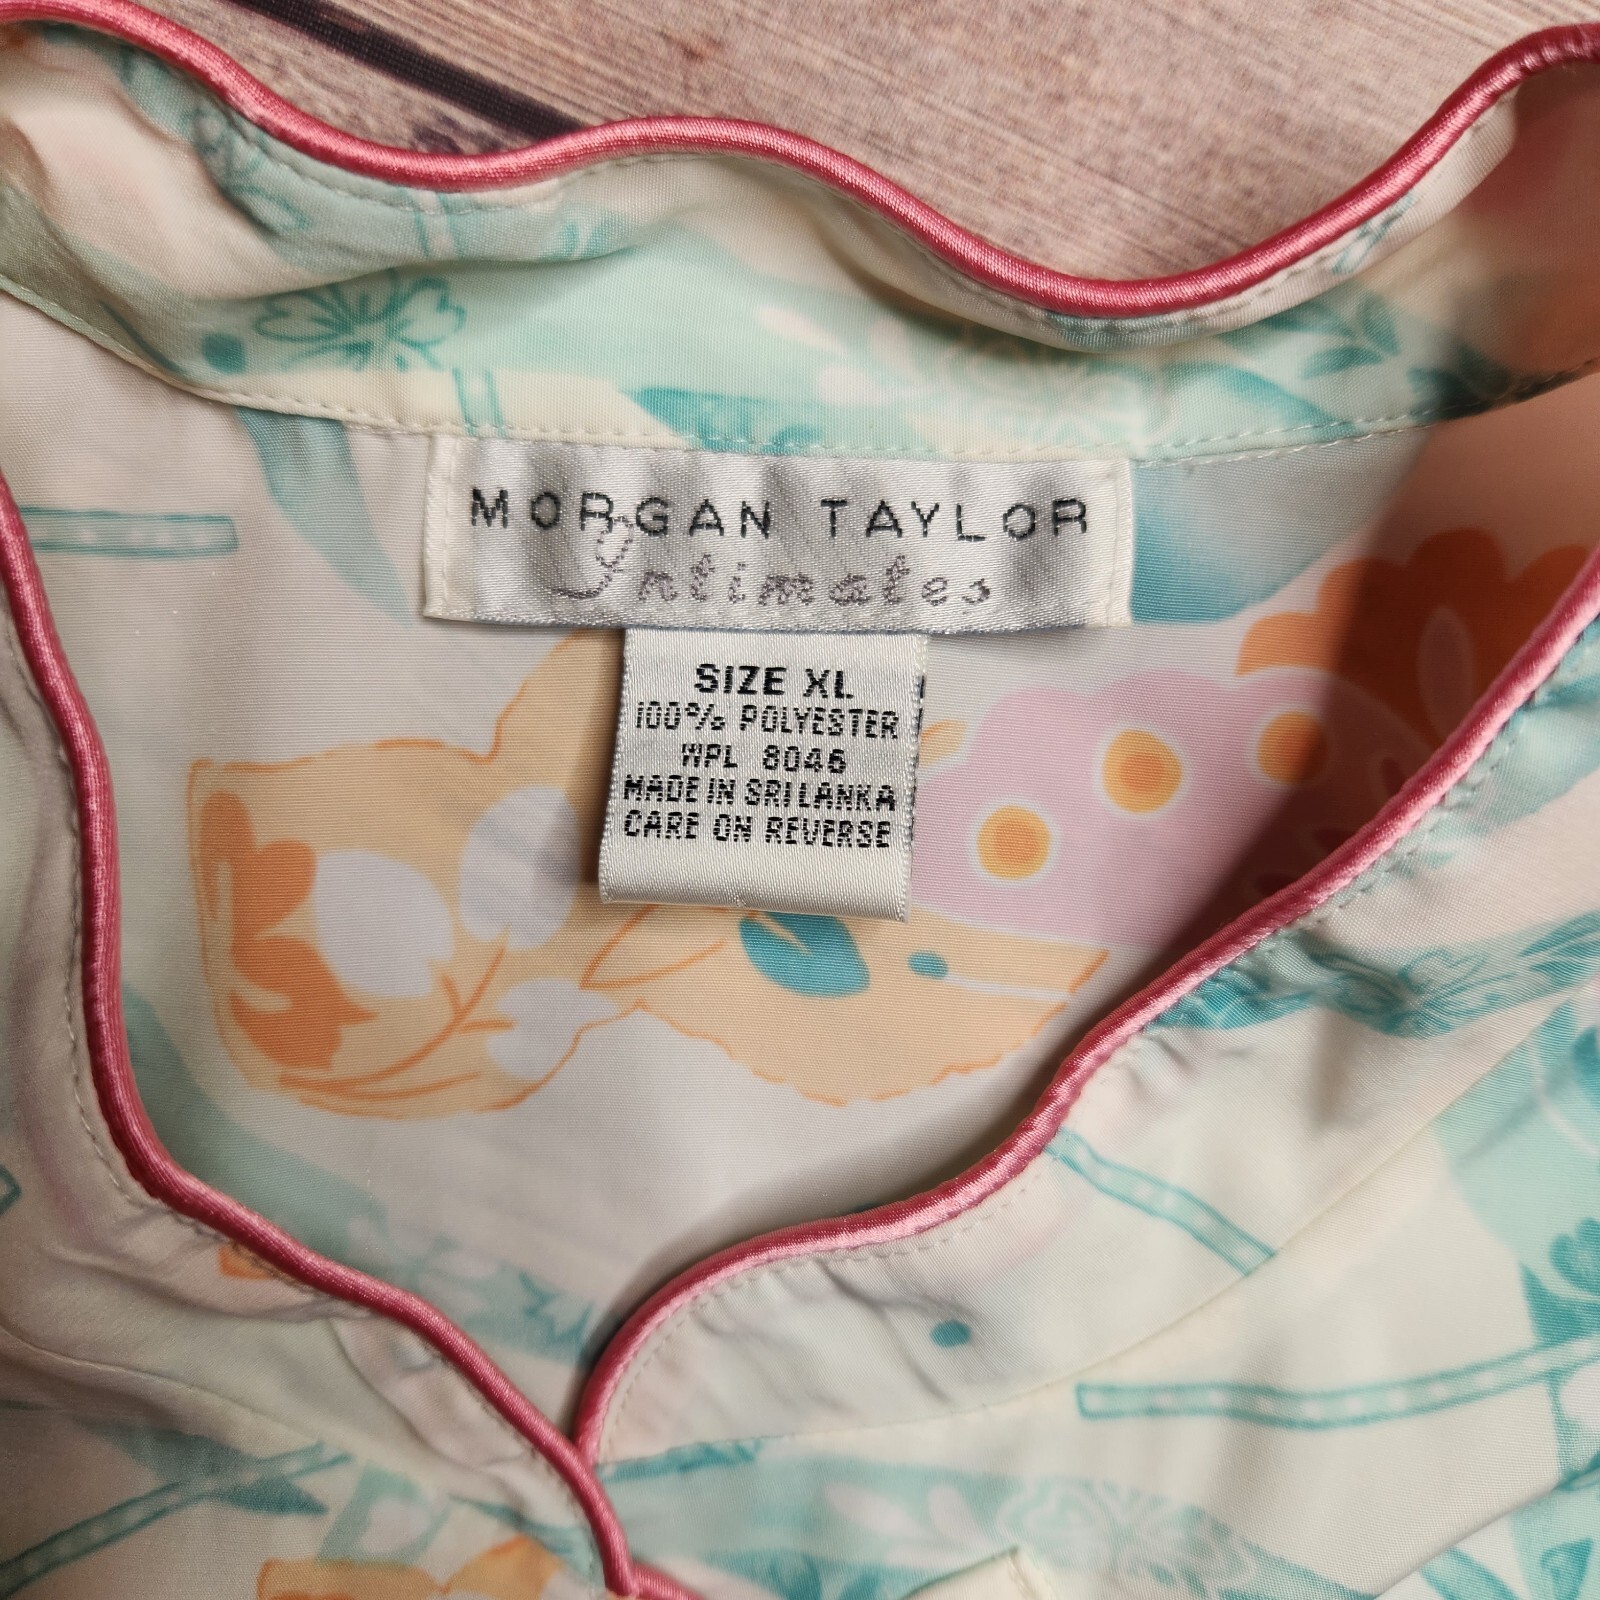 MORGAN TAYLOR
Intimates
SIZE XL
100% POLYESTER
WPL 8046
MADE IN SRI LANKA
CARE ON REVERSE